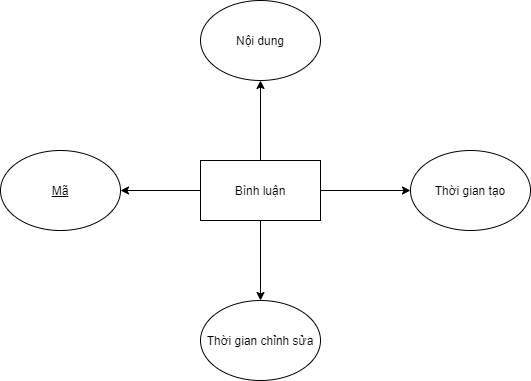 Nội dung
Mã
Bình luận
Thời gian tạo
Thời gian chỉnh sửa